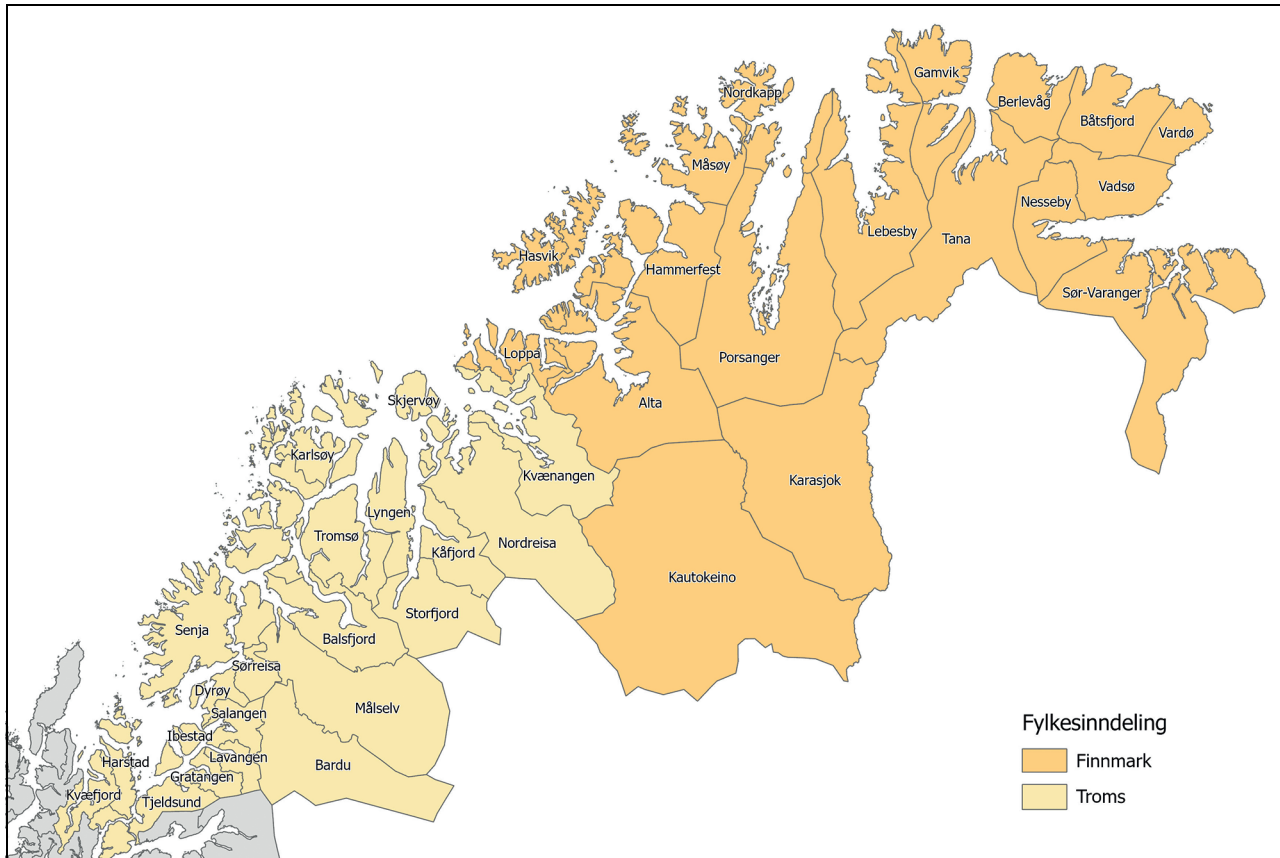 Gamvik
Nordkapp
Berlevåg
Båtsfjord
Vardø
Måsøy
Vadsø
Nesseby
Lebesby
Tana
Hasvik
Hammerfest
Sør-Varanger
Loppa
Porsanger
Skjervøy
Alta
Karlsøy
Kvænangen
Karasjok
Lyngen
Tromsø
Nordreisa
Kåfjord
Kautokeino
Storfjord
Senja
Balsfjord
Sørreisa
Dyrøy
Målselv
Salangen
Ibestad
Lavangen
Harstad
Bardu
Gratangen
Kvæfjord
Tjeldsund
Fylkesinndeling
Finnmark
Troms